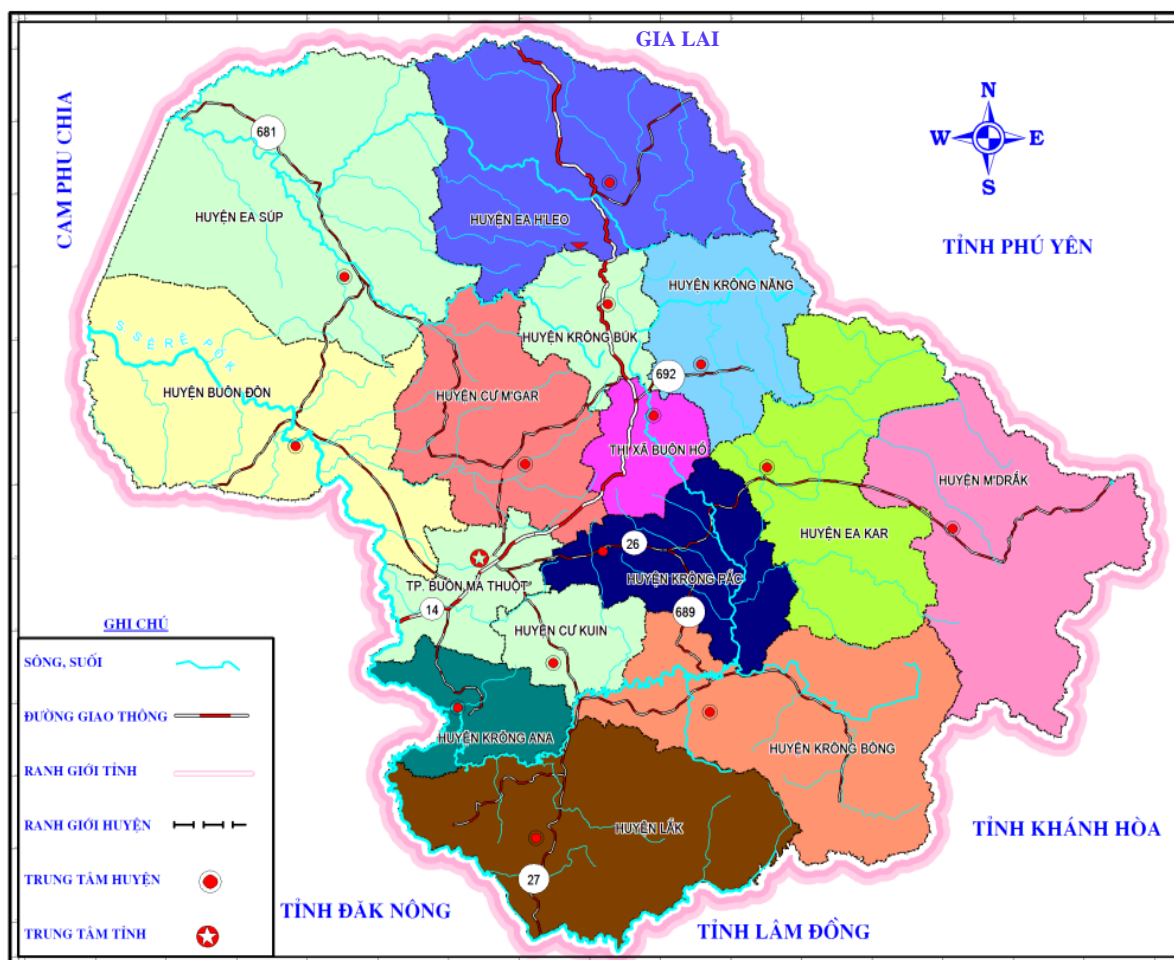 GIA LAI
CAM PHU CHIA
N
W E
S
681
HUYỆN EA SÚP
HUYỆN EA H'LEO
TỈNH PHÚ YÊN
HUYỆN KRÔNG NĂNG
S. SÊ RÊ PỐK
HUYỆN KRÔNG BÚK
692
HUYỆN BUÔN ĐÔN
HUYỆN CƯ M'GAR
THỊ XÃ BUÔN HỒ
HUYỆN M'DRẮK
HUYỆN EA KAR
26
HUYỆN KRÔNG PẮC
TP. BUÔN MA THUỘT
14
689
HUYỆN CƯ KUIN
HUYỆN KRÔNG ANA
HUYỆN KRÔNG BÔNG
HUYỆN LẮK
27
TỈNH KHÁNH HÒA
TỈNH ĐĂK NÔNG
TỈNH LÂM ĐỒNG
GHI CHÚ
SÔNG, SUỐI
ĐƯỜNG GIAO THÔNG
RANH GIỚI TỈNH
RANH GIỚI HUYỆN
TRUNG TÂM HUYỆN
TRUNG TÂM TỈNH